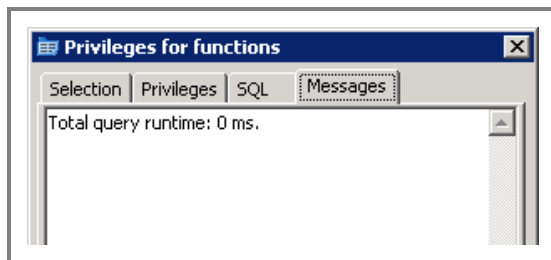 Privileges for functions
Selection Privileges SQL Messages
Total query runtime: 0 ms.